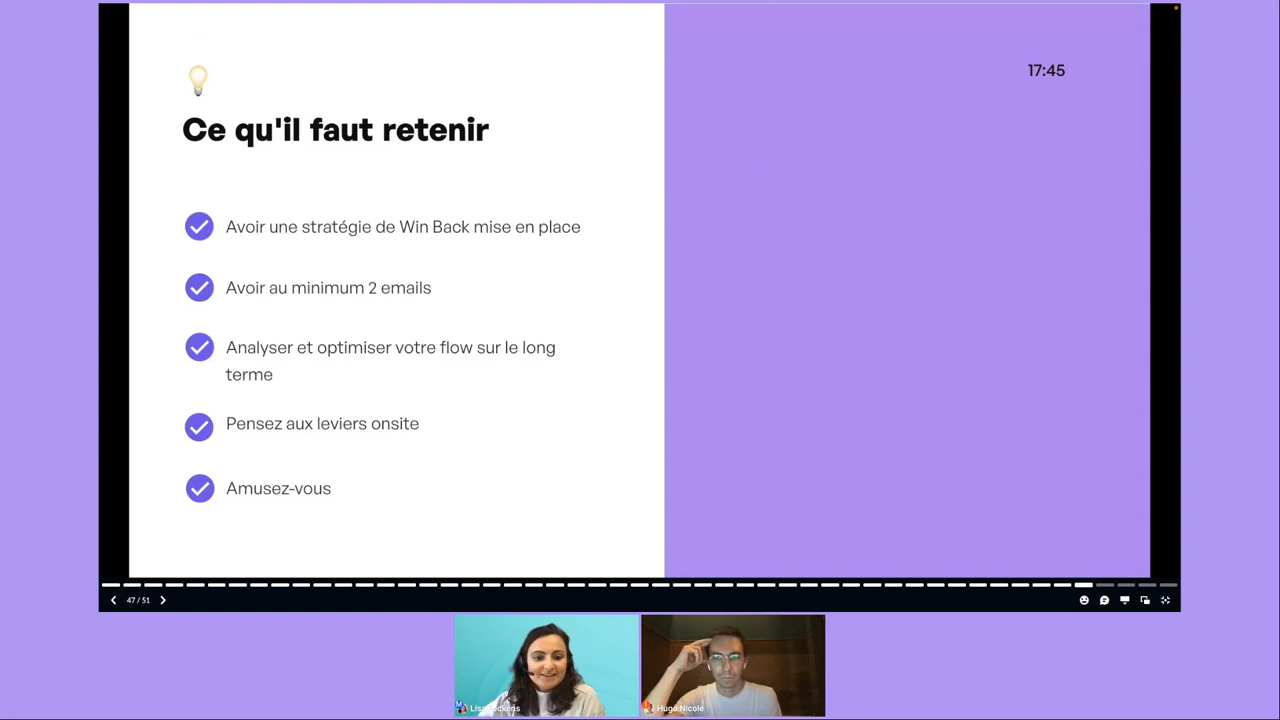 17:45
Ce qu'il faut retenir
Avoir une stratégie de Win Back mise en place
Avoir au minimum 2 emails
Analyser et optimiser votre flow sur le long
terme
Pensez aux leviers onsite
Amusez-vous
47 / 51
Hugo Nicole